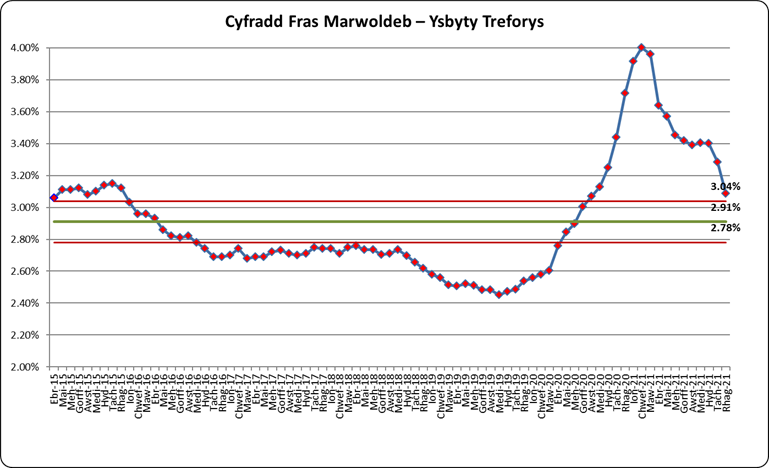 Cyfradd Fras Marwoldeb – Ysbyty Treforys
4.00%
3.80%
3.60%
3.40%
3.20%
3.00%
2.80%
2.60%
2.40%
2.20%
2.00%
3.04%
2.91%
2.78%
Ebr-15
Mai-15
Meh-15
Gorff-15
Awst-15
Medi-15
Hyd-15
Tach-15
Rhag-15
Ion-16
Chwef-16
Maw-16
Ebr-16
Mai-16
Meh-16
Gorff-16
Awst-16
Medi-16
Hyd-16
Tach-16
Rhag-16
Ion-17
Chwef-17
Maw-17
Ebr-17
Mai-17
Meh-17
Gorff-17
Awst-17
Medi-17
Hyd-17
Tach-17
Rhag-17
Ion-18
Chwef-18
Maw-18
Ebr-18
Mai-18
Meh-18
Gorff-18
Awst-18
Medi-18
Hyd-18
Tach-18
Rhag-18
Ion-19
Chwef-19
Maw-19
Ebr-19
Mai-19
Meh-19
Gorff-19
Awst-19
Medi-19
Hyd-19
Tach-19
Rhag-19
Ion-20
Chwef-20
Maw-20
Ebr-20
Mai-20
Meh-20
Gorff-20
Awst-20
Medi-20
Hyd-20
Tach-20
Rhag-20
Ion-21
Chwef-21
Maw-21
Ebr-21
Mai-21
Meh-21
Gorff-21
Awst-21
Medi-21
Hyd-21
Tach-21
Rhag-21